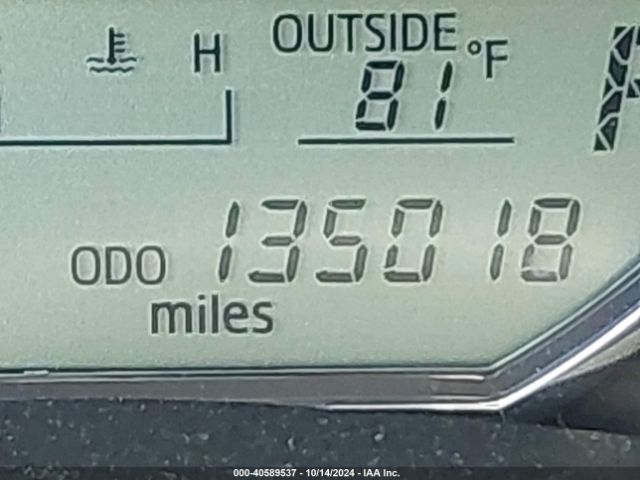 H
OUTSIDE
81°F
ODO 135018
miles
000-40589537 - 10/14/2024 - IAA Inc.